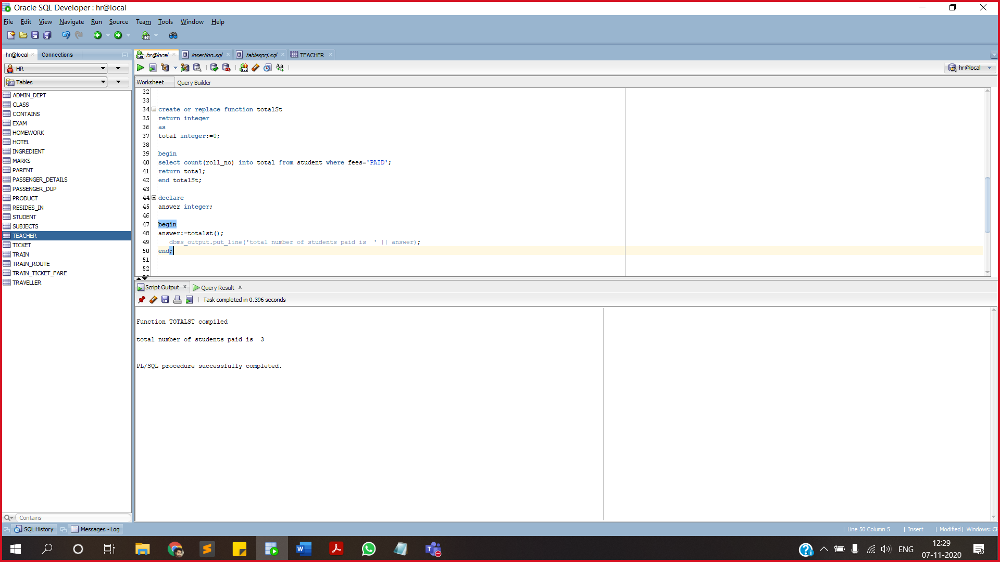 Oracle SQL Developer : hr@local
File Edit View Navigate Run Source Team Tools Window Help
hr@local Connections
hr@local insertion.sql tablesprj.sql TEACHER
HR
hr@local
Tables
Worksheet Query Builder
ADMIN_DEPT
CLASS
CONTAINS
EXAM
HOMEWORK
HOTEL
INGREDIENT
MARKS
PARENT
PASSENGER_DETAILS
PASSENGER_DUP
PRODUCT
RESIDES_IN
STUDENT
SUBJECTS
TEACHER
TICKET
TRAIN
TRAIN_ROUTE
TRAIN_TICKET_FARE
TRAVELLER
Contains
32
33
34 create or replace function totalSt
35 return integer
36 as
37 total integer:=0;
38
39 begin
40 select count(roll_no) into total from student where fees='PAID';
41 return total;
42 end totalSt;
43
44 declare
45 answer integer;
46
47 begin
48 answer:=totalst();
49 dbms_output.put_line('total number of students paid is  ' || answer);
50 end;
51
52
Script Output Query Result
Task completed in 0.396 seconds
Function TOTALST compiled
total number of students paid is  3
PL/SQL procedure successfully completed.
SQL History Messages - Log
Line 50 Column 5 | Insert | Modified | Windows:
ENG
12:29
07-11-2020